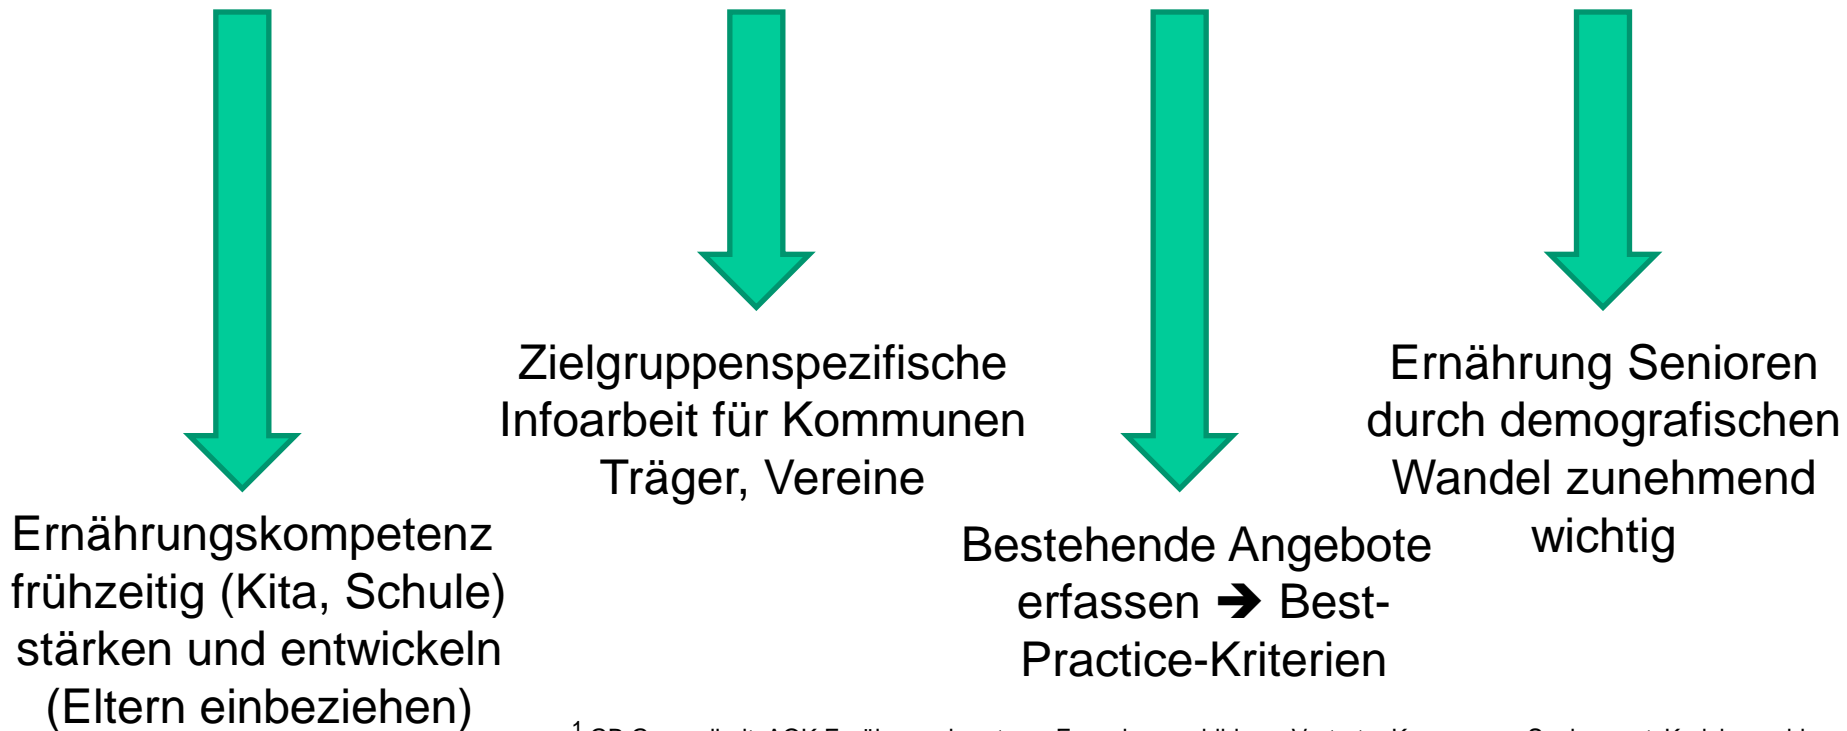 Ernährungskompetenz
frühzeitig (Kita, Schule)
stärken und entwickeln
(Eltern einbeziehen)
Zielgruppenspezifische
Infoarbeit für Kommunen
Träger, Vereine
Bestehende Angebote
erfassen ➔ Best-
Practice-Kriterien
Ernährung Senioren
durch demografischen
Wandel zunehmend
wichtig
1